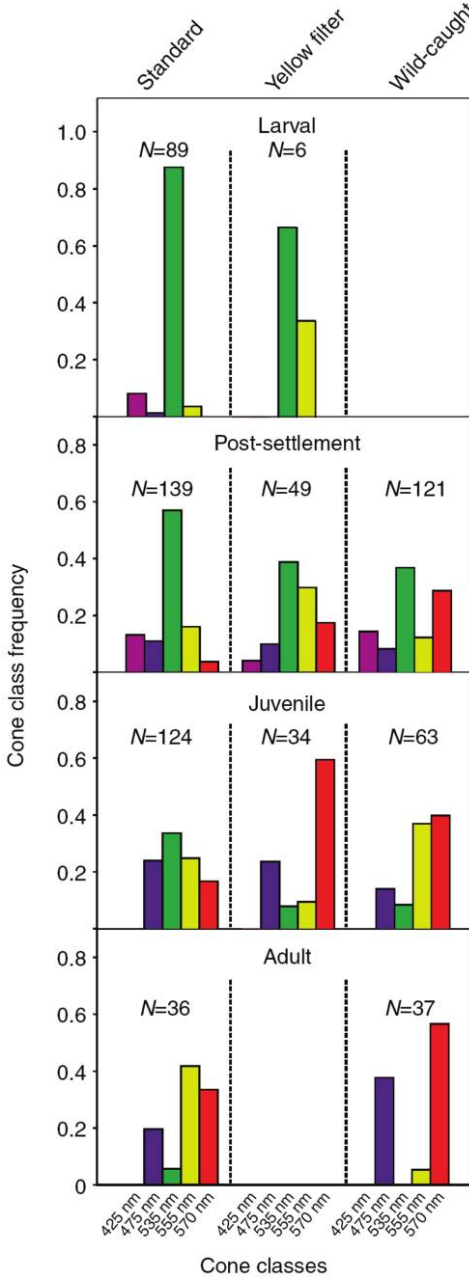 Standard Yellow filter Wild-caught
Larval
1.0
N=89 N=6
0.8
0.6
0.4
0.2
Post-settlement
0.8
N=139 N=49 N=121
0.6
0.4
0.2
Juvenile
0.8
N=124 N=34 N=63
0.6
0.4
0.2
Adult
0.8
N=36 N=37
0.6
0.4
0.2
0
Cone class frequency
425 nm 475 nm 535 nm 555 nm 570 nm 425 nm 475 nm 535 nm 555 nm 570 nm 425 nm 475 nm 535 nm 555 nm 570 nm
Cone classes